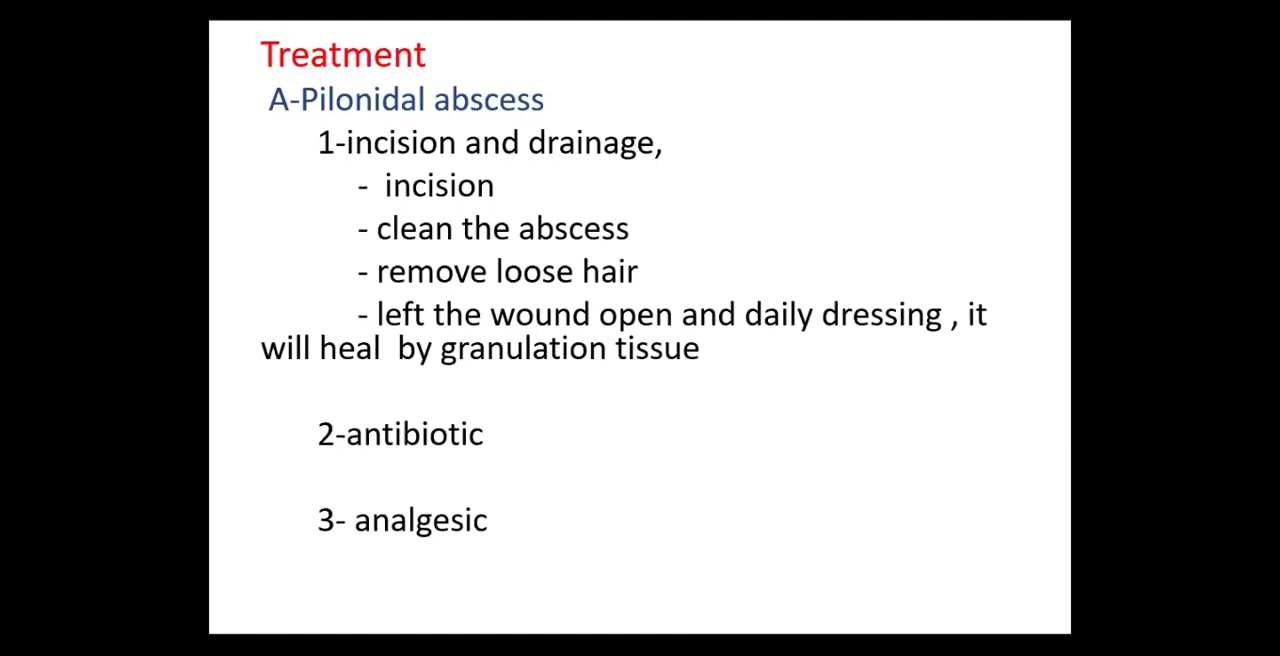 Treatment
A-Pilonidal abscess
1-incision and drainage,
- incision
- clean the abscess
- remove loose hair
- left the wound open and daily dressing , it
will heal by granulation tissue
2-antibiotic
3- analgesic